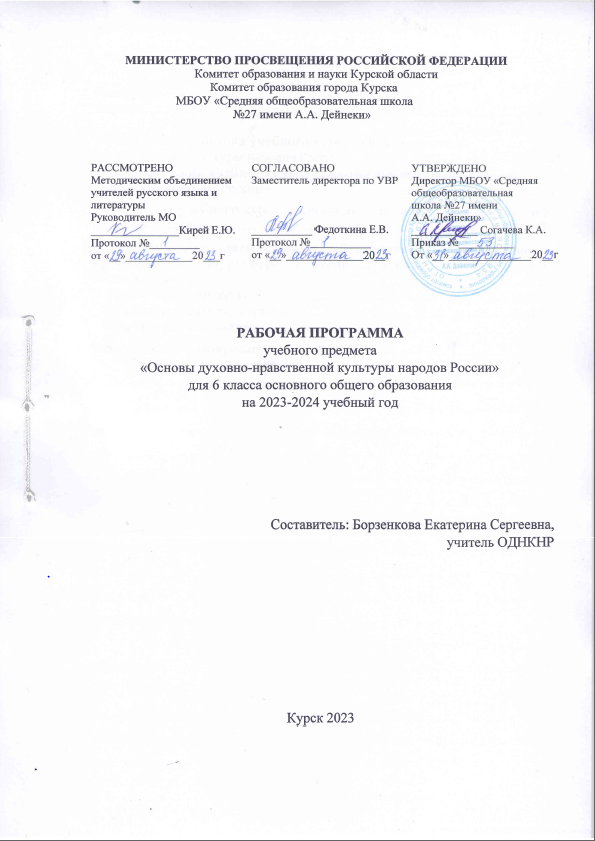 МИНИСТЕРСТВО ПРОСВЕЩЕНИЯ РОССИЙСКОЙ ФЕДЕРАЦИИ
Комитет образования и науки Курской области
Комитет образования города Курска
МБОУ «Средняя общеобразовательная школа
№27 имени А.А. Дейнеки»
РАССМОТРЕНО
Методическим объединением
учителей русского языка и
литературы
Руководитель МО
Кирей Е.Ю.
Протокол № 1
от «29» августа 2023г
СОГЛАСОВАНО
Заместитель директора по УВР
Федоткина Е.В.
Протокол № 1
от «29» августа 2023г
УТВЕРЖДЕНО
Директор МБОУ «Средняя
общеобразовательная
школа №27 имени
А.А. Дейнеки»
Согачева К.А.
Приказ № 53
От «31» августа 2023г
РАБОЧАЯ ПРОГРАММА
учебного предмета
«Основы духовно-нравственной культуры народов России»
для 6 класса основного общего образования
на 2023-2024 учебный год
Составитель: Борзенкова Екатерина Сергеевна,
учитель ОДНКНР
Курск 2023